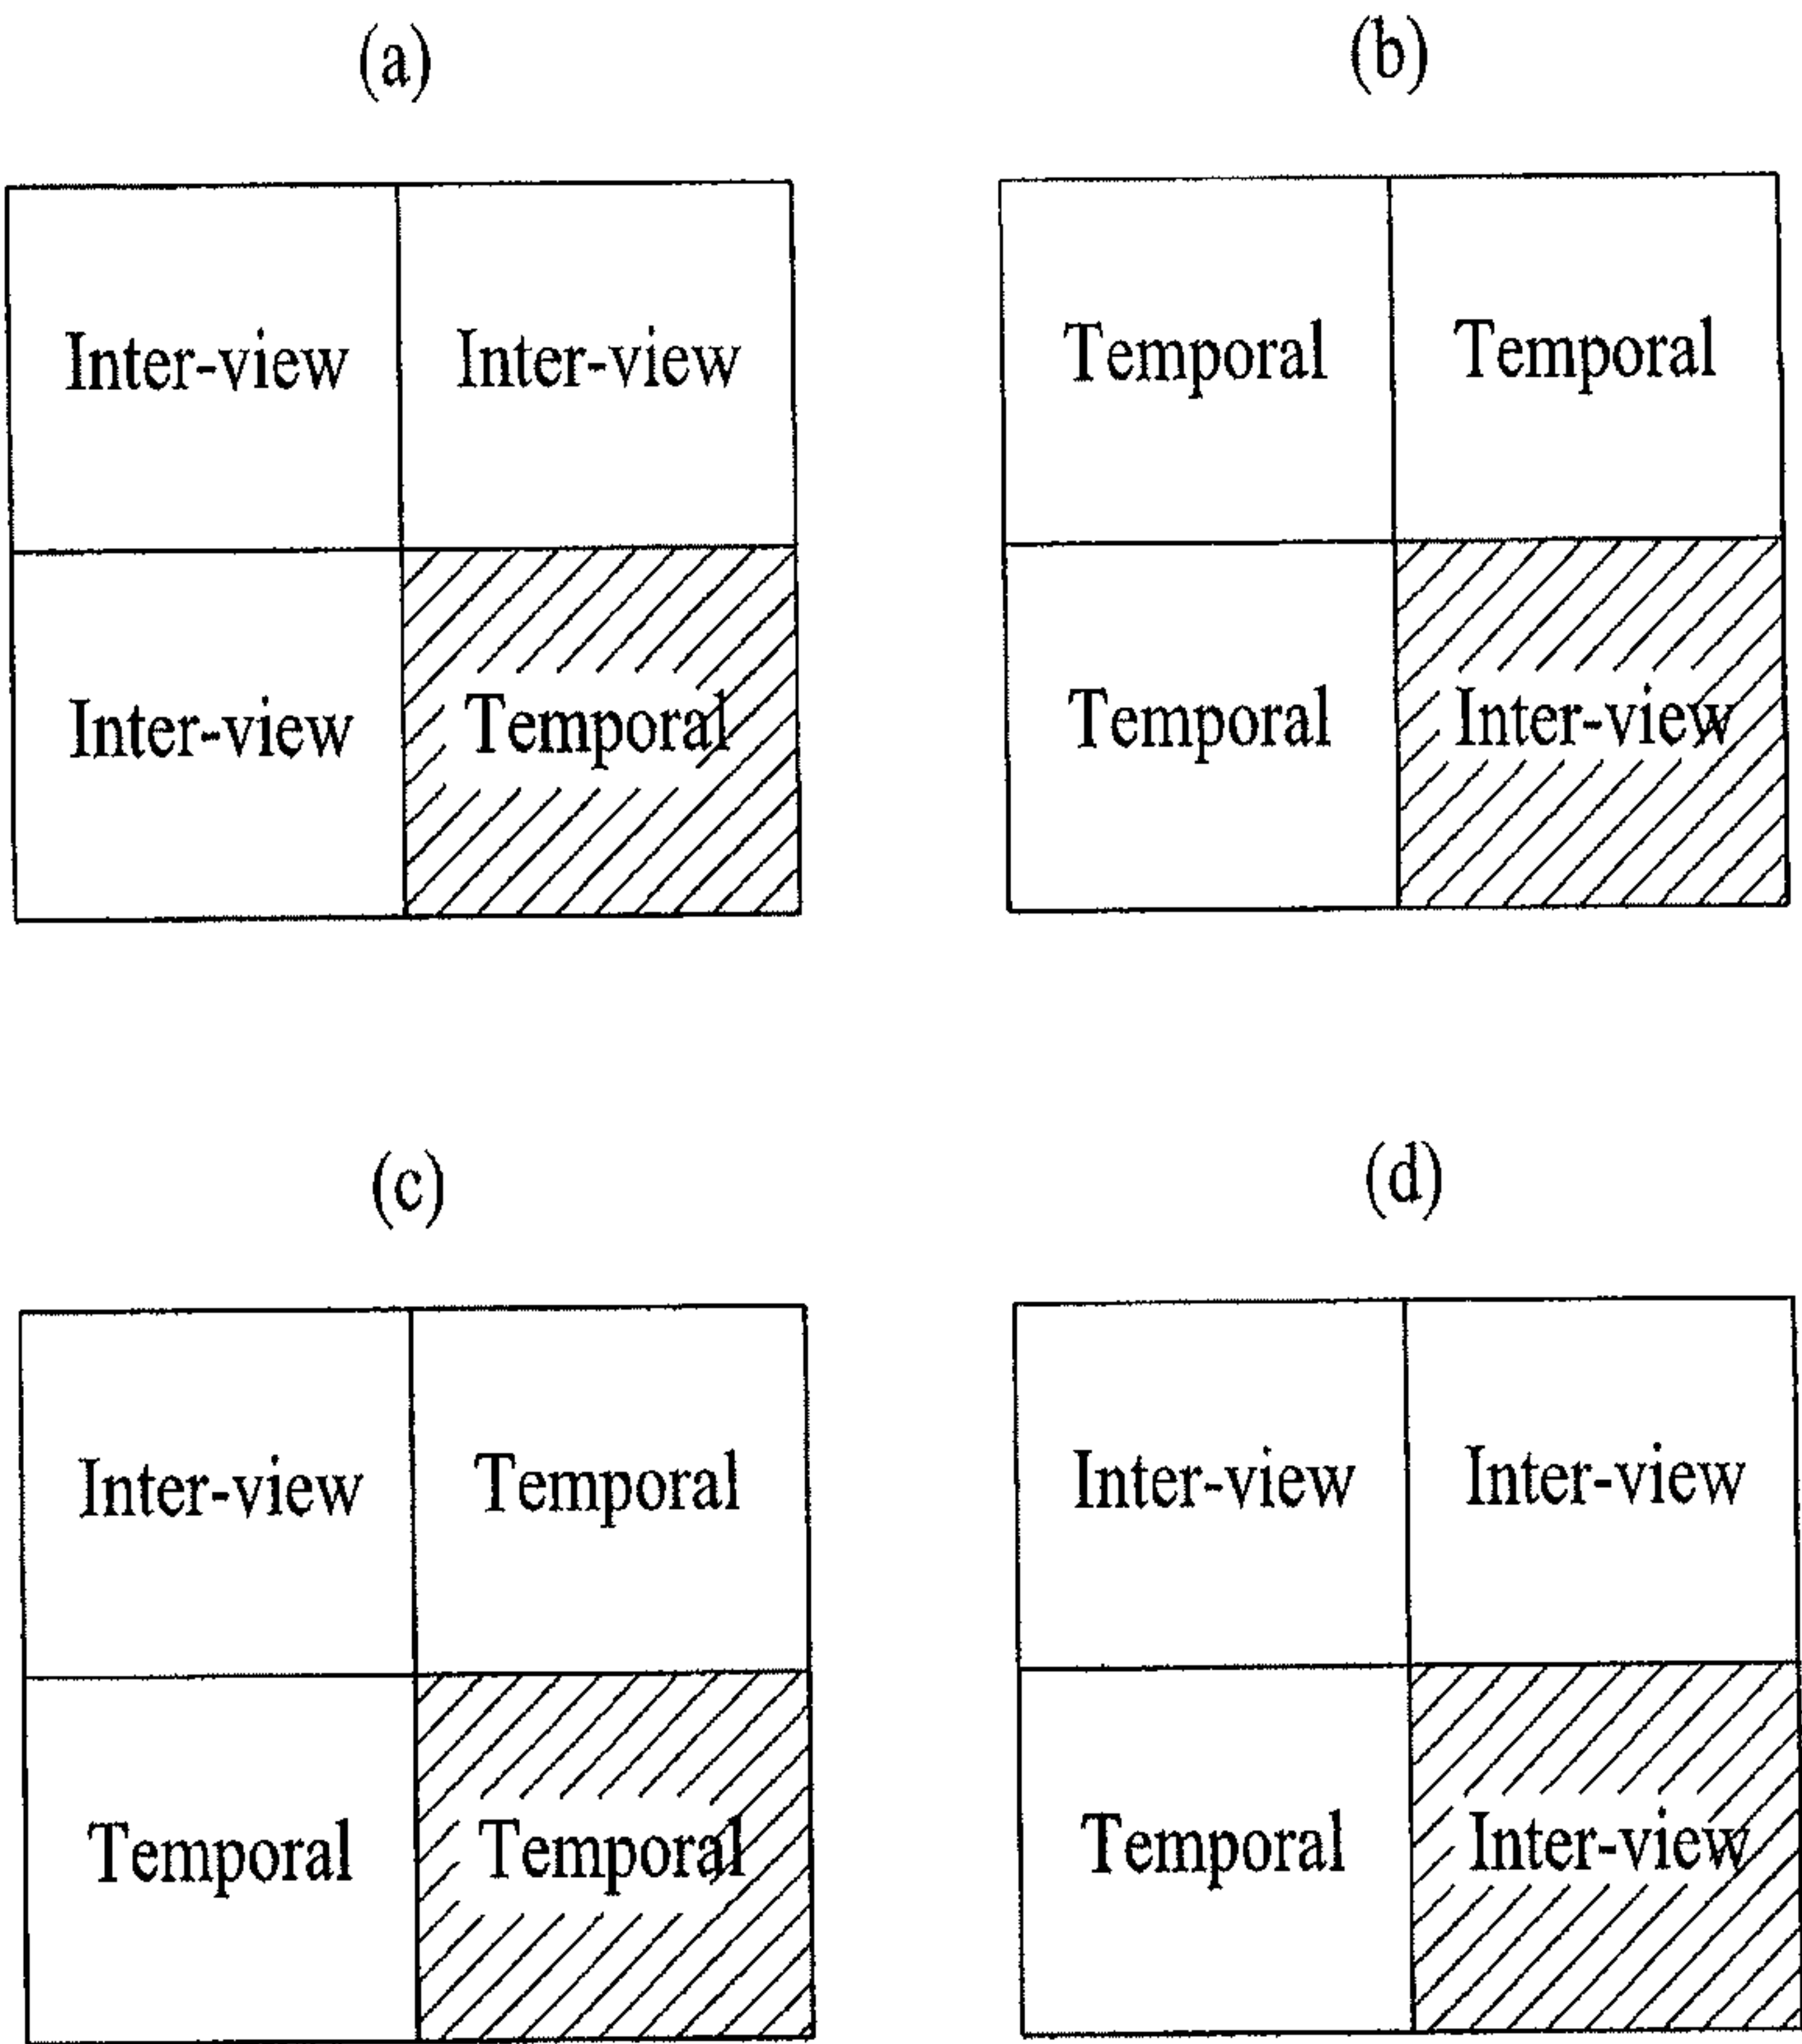 (a)
Inter-view Inter-view
Inter-view Temporal
(b)
Temporal Temporal
Temporal Inter-view
(c)
Inter-view Temporal
Temporal Temporal
(d)
Inter-view Inter-view
Temporal Inter-view